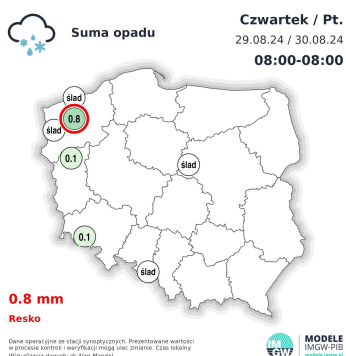 Czwartek / Pt.
Suma opadu
29.08.24 / 30.08.24
08:00-08:00
ślad
0.8
ślad
0.1
ślad
0.1
ślad
0.8 mm
Resko
Dane operacyjne ze stacji synoptycznych. Prezentowane wartości
w procesie kontroli i weryfikacji mogą ulec zmianie. Czas lokalny.
IM
GW
MODELE
IMGW-PIB